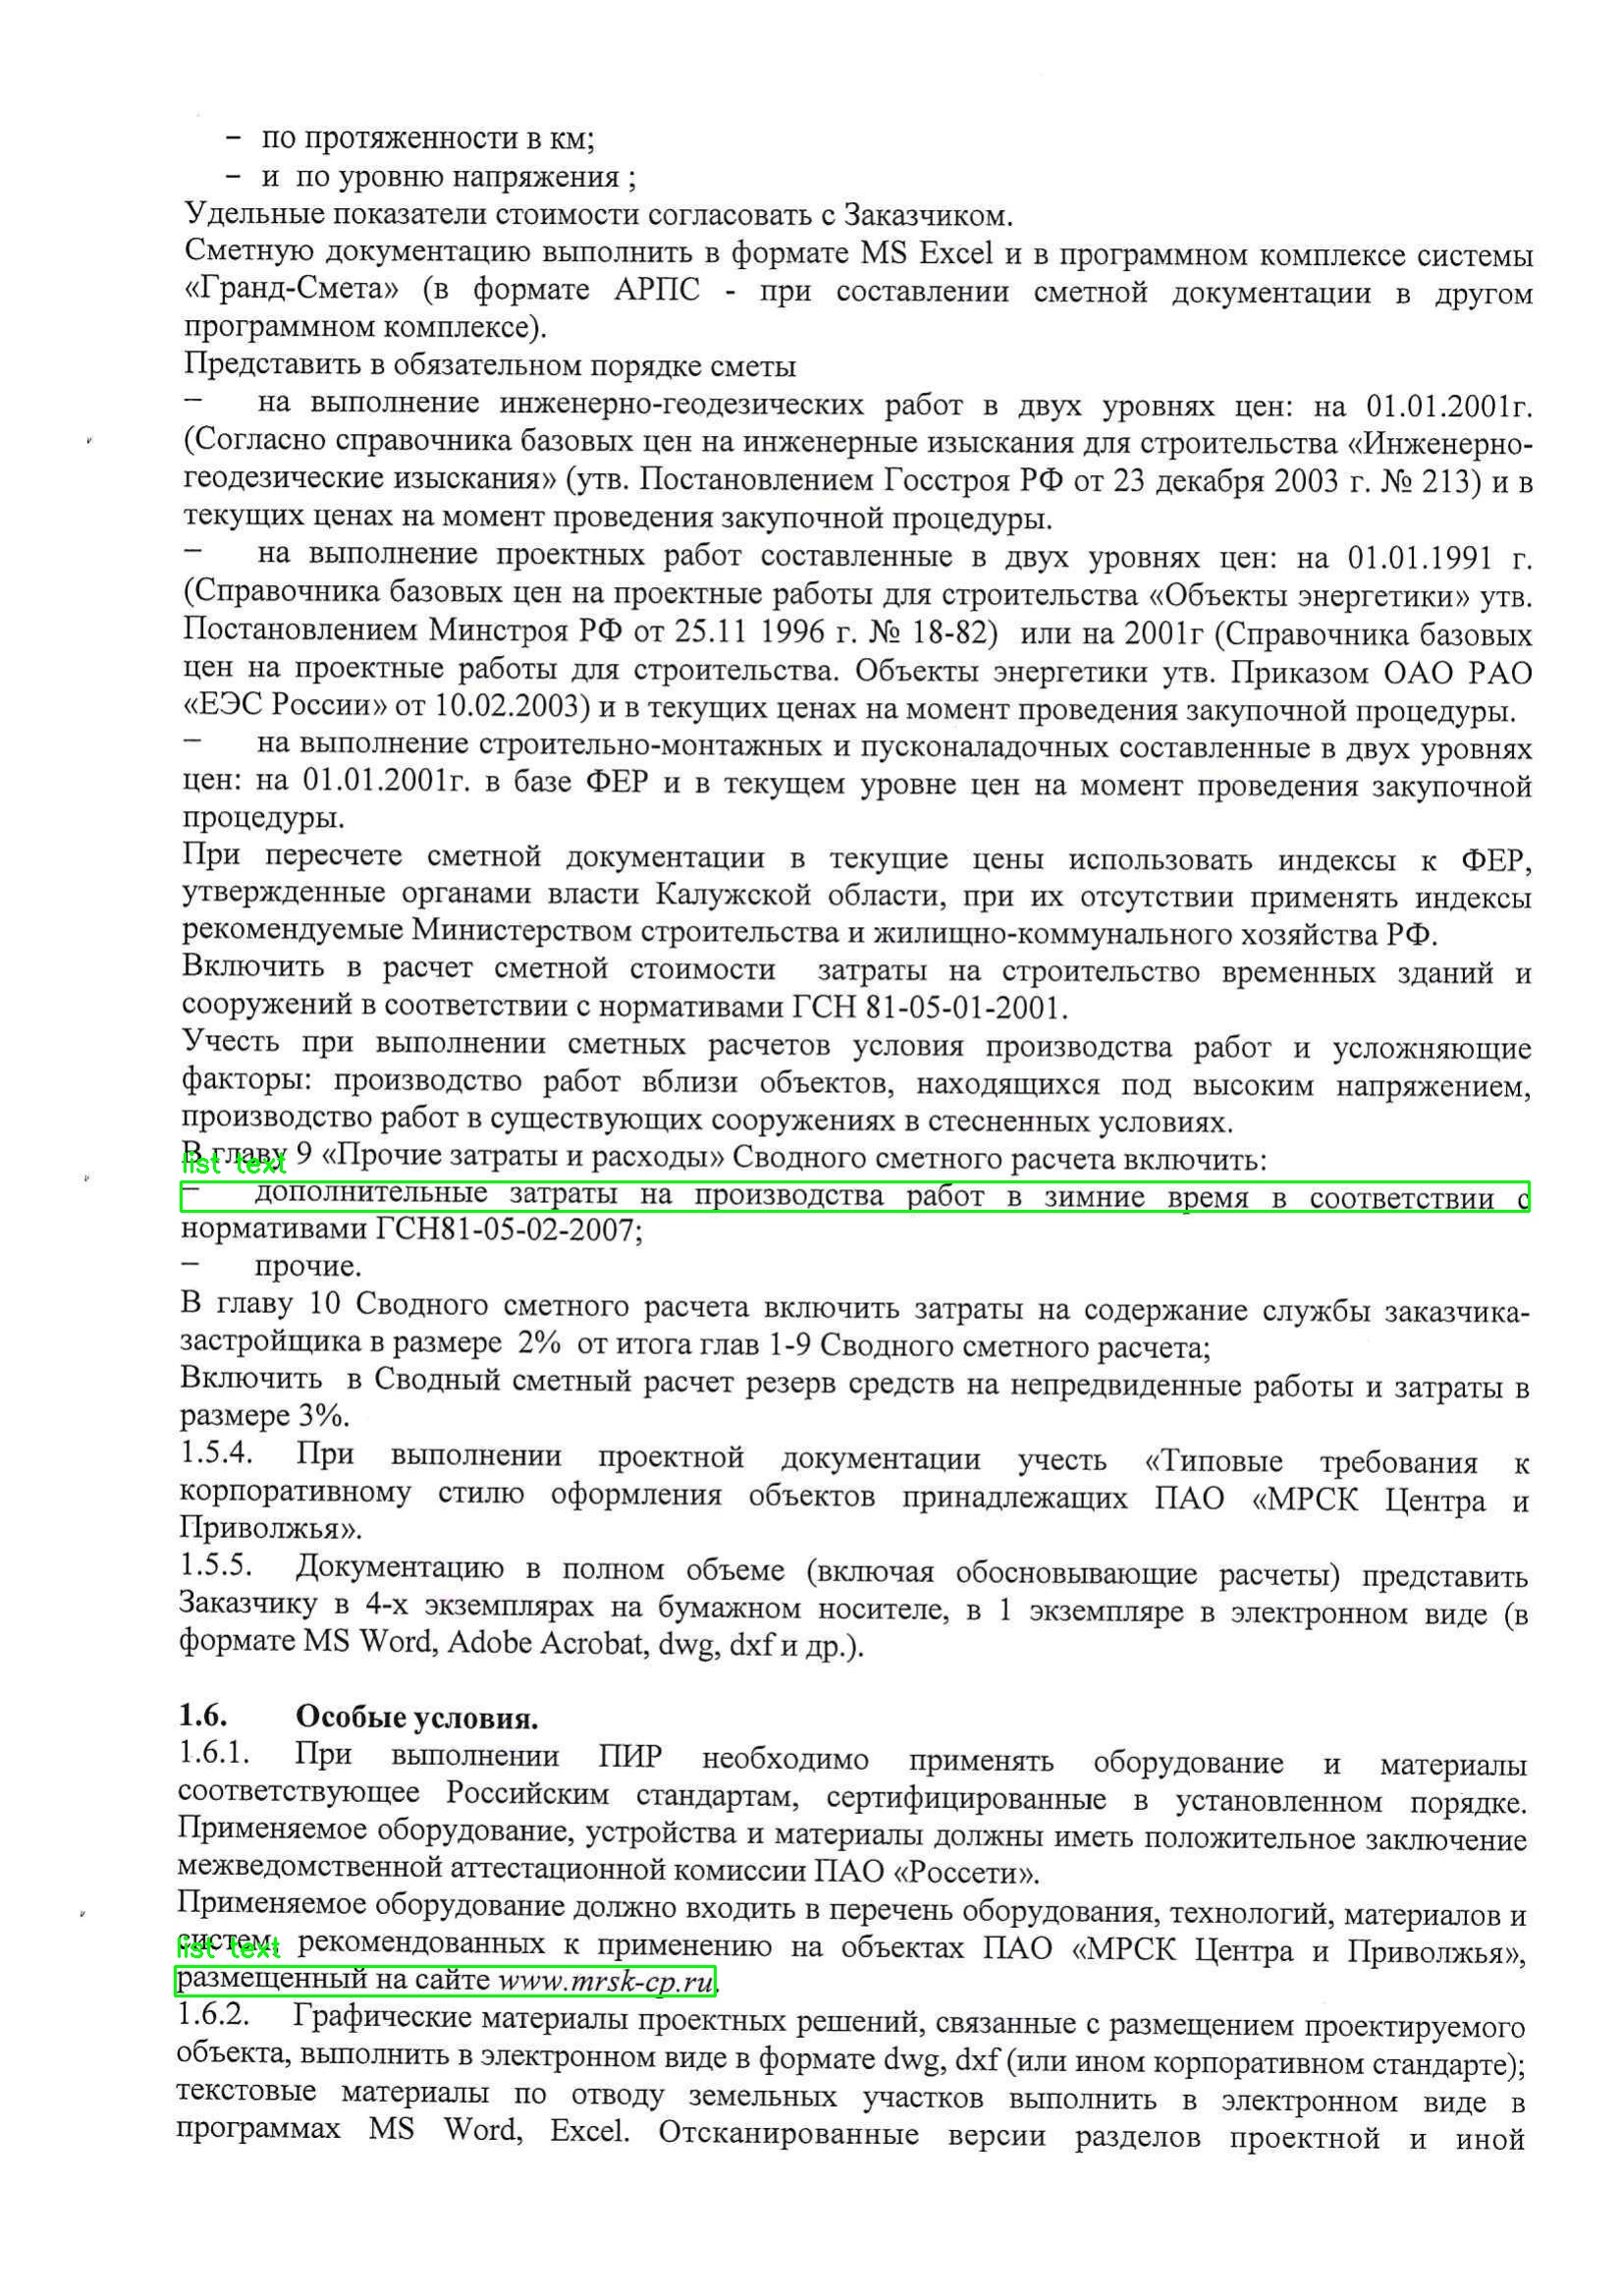 – по протяженности в км;
– и по уровню напряжения ;
Удельные показатели стоимости согласовать с Заказчиком.
Сметную документацию выполнить в формате MS Excel и в программном комплексе системы
«Гранд-Смета» (в формате АРПС - при составлении сметной документации в другом
программном комплексе).
Представить в обязательном порядке сметы
– на выполнение инженерно-геодезических работ в двух уровнях цен: на 01.01.2001г.
(Согласно справочника базовых цен на инженерные изыскания для строительства «Инженерно-
геодезические изыскания» (утв. Постановлением Госстроя РФ от 23 декабря 2003 г. № 213) и в
текущих ценах на момент проведения закупочной процедуры.
– на выполнение проектных работ составленные в двух уровнях цен: на 01.01.1991 г.
(Справочника базовых цен на проектные работы для строительства «Объекты энергетики» утв.
Постановлением Минстроя РФ от 25.11 1996 г. № 18-82) или на 2001г (Справочника базовых
цен на проектные работы для строительства. Объекты энергетики утв. Приказом ОАО РАО
«ЕЭС России» от 10.02.2003) и в текущих ценах на момент проведения закупочной процедуры.
– на выполнение строительно-монтажных и пусконаладочных составленные в двух уровнях
цен: на 01.01.2001г. в базе ФЕР и в текущем уровне цен на момент проведения закупочной
процедуры.
При пересчете сметной документации в текущие цены использовать индексы к ФЕР,
утвержденные органами власти Калужской области, при их отсутствии применять индексы
рекомендуемые Министерством строительства и жилищно-коммунального хозяйства РФ.
Включить в расчет сметной стоимости затраты на строительство временных зданий и
сооружений в соответствии с нормативами ГСН 81-05-01-2001.
Учесть при выполнении сметных расчетов условия производства работ и усложняющие
факторы: производство работ вблизи объектов, находящихся под высоким напряжением,
производство работ в существующих сооружениях в стесненных условиях.
В главу 9 «Прочие затраты и расходы» Сводного сметного расчета включить:
list text
– дополнительные затраты на производства работ в зимние время в соответствии с
нормативами ГСН81-05-02-2007;
– прочие.
В главу 10 Сводного сметного расчета включить затраты на содержание службы заказчика-
застройщика в размере 2% от итога глав 1-9 Сводного сметного расчета;
Включить в Сводный сметный расчет резерв средств на непредвиденные работы и затраты в
размере 3%.
1.5.4. При выполнении проектной документации учесть «Типовые требования к
корпоративному стилю оформления объектов принадлежащих ПАО «МРСК Центра и
Приволжья».
1.5.5. Документацию в полном объеме (включая обосновывающие расчеты) представить
Заказчику в 4-х экземплярах на бумажном носителе, в 1 экземпляре в электронном виде (в
формате MS Word, Adobe Acrobat, dwg, dxf и др.).
1.6. Особые условия.
1.6.1. При выполнении ПИР необходимо применять оборудование и материалы
соответствующее Российским стандартам, сертифицированные в установленном порядке.
Применяемое оборудование, устройства и материалы должны иметь положительное заключение
межведомственной аттестационной комиссии ПАО «Россети».
Применяемое оборудование должно входить в перечень оборудования, технологий, материалов и
систем, рекомендованных к применению на объектах ПАО «МРСК Центра и Приволжья»,
list text
размещенный на сайте www.mrsk-cp.ru.
1.6.2. Графические материалы проектных решений, связанные с размещением проектируемого
объекта, выполнить в электронном виде в формате dwg, dxf (или ином корпоративном стандарте);
текстовые материалы по отводу земельных участков выполнить в электронном виде в
программах MS Word, Excel. Отсканированные версии разделов проектной и иной